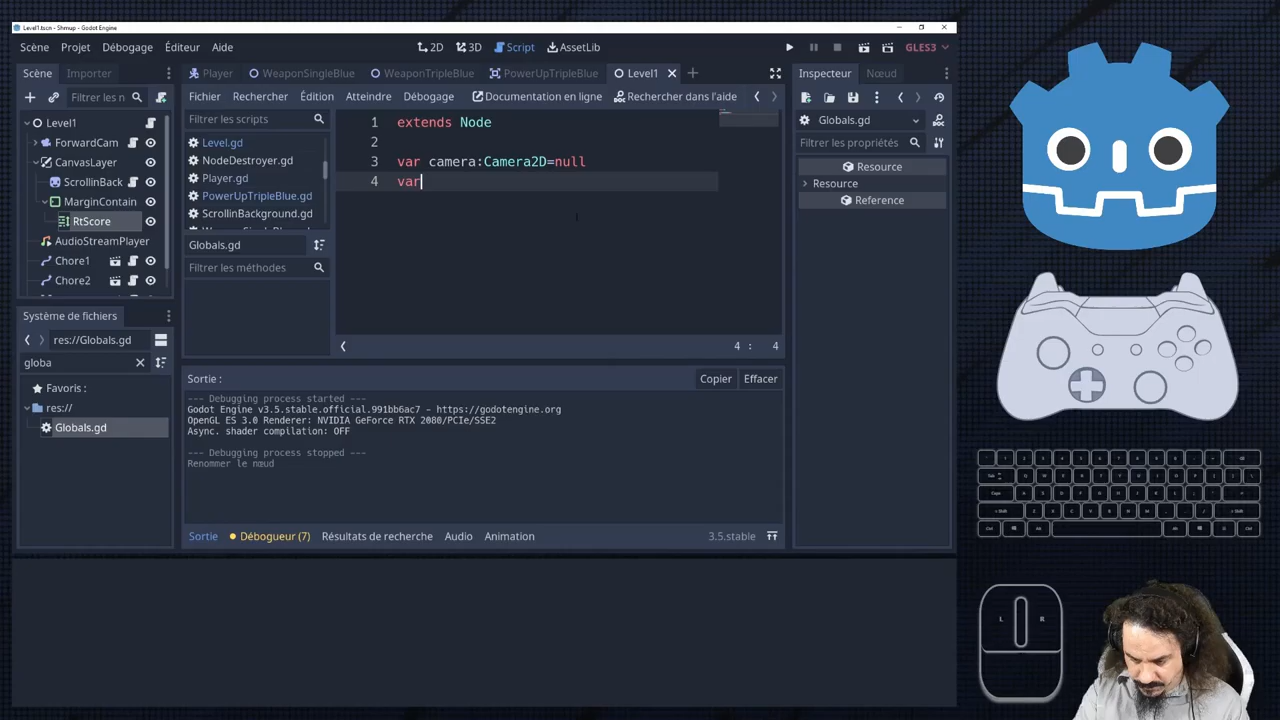 Level1.tscn - Shmup - Godot Engine
Scène Projet Débogage Éditeur Aide
2D 3D Script AssetLib
GLES3
Scène Importer
Player WeaponSingleBlue WeaponTripleBlue PowerUpTripleBlue Level1
Inspecteur Nœud
Filtrer les n
Fichier Rechercher Édition Atteindre Débogage Documentation en ligne Rechercher dans l'aide
Level1
ForwardCam
CanvasLayer
ScrollinBack
MarginContain
RtScore
AudioStreamPlayer
Chore1
Chore2
Filtrer les scripts
Level.gd
NodeDestroyer.gd
Player.gd
PowerUpTripleBlue.gd
ScrollinBackground.gd
Globals.gd
Filtrer les méthodes
1 extends Node
2
3 var camera:Camera2D=null
4 var
4 : 4
Globals.gd
Filtrer les propriétés
Resource
Resource
Reference
Système de fichiers
res://Globals.gd
globa
Favoris :
res://
Globals.gd
Sortie :
Copier Effacer
--- Debugging process started ---
Godot Engine v3.5.stable.official.991bb6ac7 - https://godotengine.org
OpenGL ES 3.0 Renderer: NVIDIA GeForce RTX 2080/PCIe/SSE2
Async. shader compilation: OFF
--- Debugging process stopped ---
Renommer le nœud
Sortie Débogueur (7) Résultats de recherche Audio Animation 3.5.stable
L R